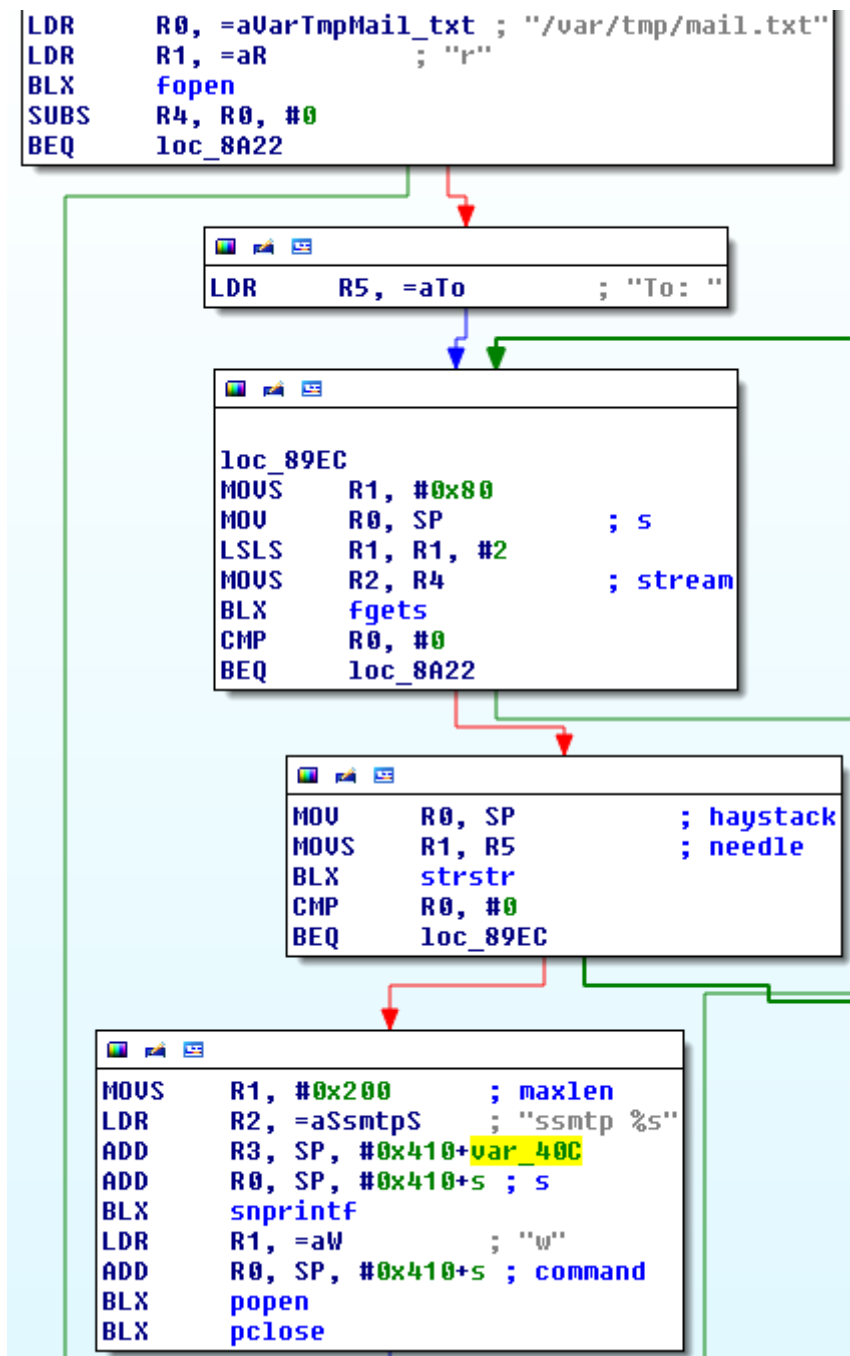 LDR R0, =aVarTmpMail_txt ; "/var/tmp/mail.txt"
LDR R1, =aR ; "r"
BLX fopen
SUBS R4, R0, #0
BEQ loc_8A22
LDR R5, =aTo ; "To: "
loc_89EC
MOVS R1, #0x80
MOV R0, SP ; s
LSLS R1, R1, #2
MOVS R2, R4 ; stream
BLX fgets
CMP R0, #0
BEQ loc_8A22
MOV R0, SP ; haystack
MOVS R1, R5 ; needle
BLX strstr
CMP R0, #0
BEQ loc_89EC
MOVS R1, #0x200 ; maxlen
LDR R2, =aSsmtpS ; "ssmtp %s"
ADD R3, SP, #0x410+var_40C
ADD R0, SP, #0x410+s ; s
BLX snprintf
LDR R1, =aW ; "w"
ADD R0, SP, #0x410+s ; command
BLX popen
BLX pclose